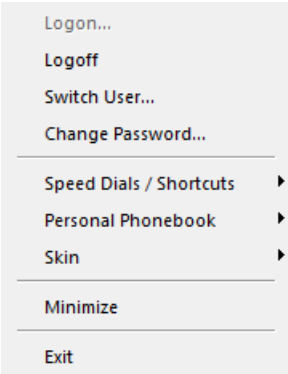 Logon...
Logoff
Switch User...
Change Password...
Speed Dials / Shortcuts
Personal Phonebook
Skin
Minimize
Exit